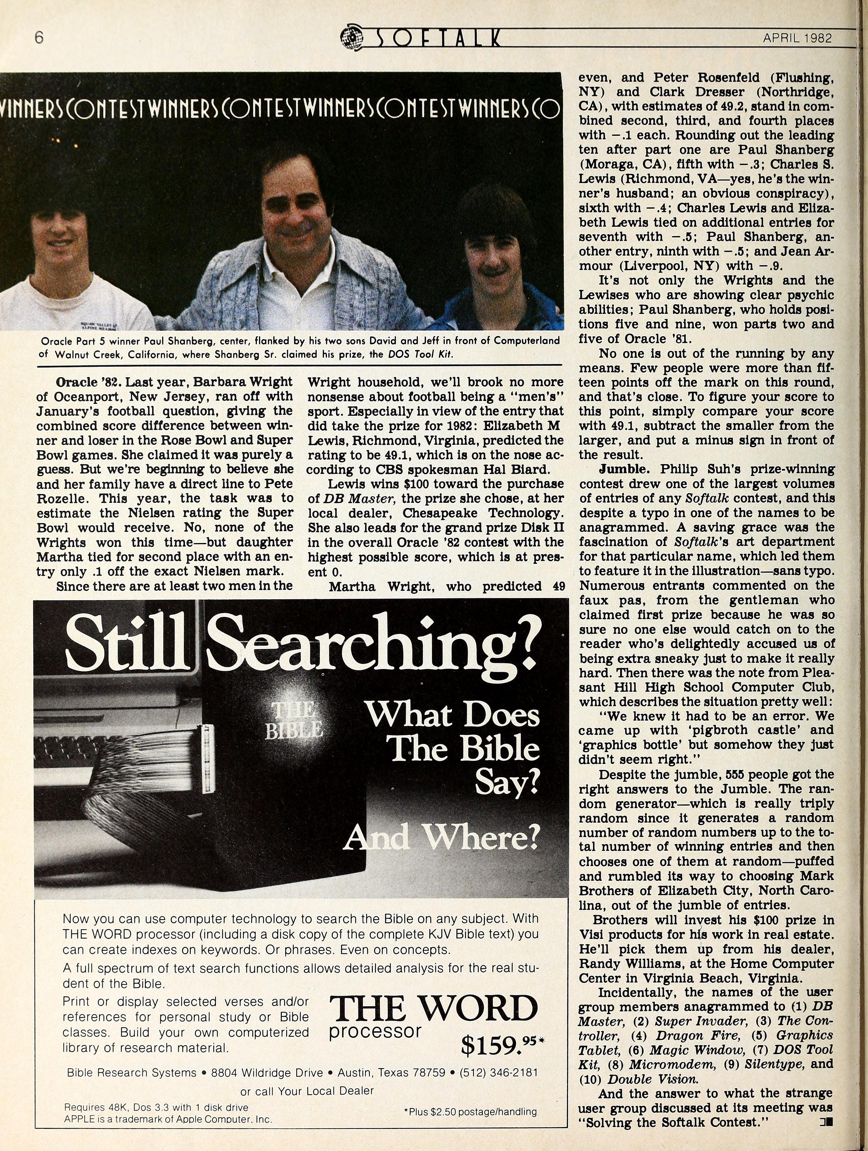 6
SOFTALK
APRIL 1982
WINNERS CONTEST WINNERS CONTEST WINNERS CONTEST WINNERS CO
Oracle Part 5 winner Paul Shanberg, center, flanked by his two sons David and Jeff in front of Computerland
of Walnut Creek, California, where Shanberg Sr. claimed his prize, the DOS Tool Kit.
Oracle '82. Last year, Barbara Wright
of Oceanport, New Jersey, ran off with
January's football question, giving the
combined score difference between win-
ner and loser in the Rose Bowl and Super
Bowl games. She claimed it was purely a
guess. But we're beginning to believe she
and her family have a direct line to Pete
Rozelle. This year, the task was to
estimate the Nielsen rating the Super
Bowl would receive. No, none of the
Wrights won this time—but daughter
Martha tied for second place with an en-
try only .1 off the exact Nielsen mark.
Since there are at least two men in the
Wright household, we'll brook no more
nonsense about football being a "men's"
sport. Especially in view of the entry that
did take the prize for 1982: Elizabeth M
Lewis, Richmond, Virginia, predicted the
rating to be 49.1, which is on the nose ac-
cording to CBS spokesman Hal Biard.
Lewis wins $100 toward the purchase
of DB Master, the prize she chose, at her
local dealer, Chesapeake Technology.
She also leads for the grand prize Disk II
in the overall Oracle '82 contest with the
highest possible score, which is at pres-
ent 0.
Martha Wright, who predicted 49
even, and Peter Rosenfeld (Flushing,
NY) and Clark Dresser (Northridge,
CA), with estimates of 49.2, stand in com-
bined second, third, and fourth places
with −.1 each. Rounding out the leading
ten after part one are Paul Shanberg
(Moraga, CA), fifth with −.3; Charles S.
Lewis (Richmond, VA—yes, he's the win-
ner's husband; an obvious conspiracy),
sixth with −.4; Charles Lewis and Eliza-
beth Lewis tied on additional entries for
seventh with −.5; Paul Shanberg, an-
other entry, ninth with −.5; and Jean Ar-
mour (Liverpool, NY) with −.9.
It's not only the Wrights and the
Lewises who are showing clear psychic
abilities; Paul Shanberg, who holds posi-
tions five and nine, won parts two and
five of Oracle '81.
No one is out of the running by any
means. Few people were more than fif-
teen points off the mark on this round,
and that's close. To figure your score to
this point, simply compare your score
with 49.1, subtract the smaller from the
larger, and put a minus sign in front of
the result.
Jumble. Philip Suh's prize-winning
contest drew one of the largest volumes
of entries of any Softalk contest, and this
despite a typo in one of the names to be
anagrammed. A saving grace was the
fascination of Softalk's art department
for that particular name, which led them
to feature it in the illustration—sans typo.
Numerous entrants commented on the
faux pas, from the gentleman who
claimed first prize because he was so
sure no one else would catch on to the
reader who's delightedly accused us of
being extra sneaky just to make it really
hard. Then there was the note from Plea-
sant Hill High School Computer Club,
which describes the situation pretty well:
"We knew it had to be an error. We
came up with 'pigbroth castle' and
'graphics bottle' but somehow they just
didn't seem right."
Despite the jumble, 555 people got the
right answers to the Jumble. The ran-
dom generator—which is really triply
random since it generates a random
number of random numbers up to the to-
tal number of winning entries and then
chooses one of them at random—puffed
and rumbled its way to choosing Mark
Brothers of Elizabeth City, North Caro-
lina, out of the jumble of entries.
Brothers will invest his $100 prize in
Visi products for his work in real estate.
He'll pick them up from his dealer,
Randy Williams, at the Home Computer
Center in Virginia Beach, Virginia.
Incidentally, the names of the user
group members anagrammed to (1) DB
Master, (2) Super Invader, (3) The Con-
troller, (4) Dragon Fire, (5) Graphics
Tablet, (6) Magic Window, (7) DOS Tool
Kit, (8) Micromodem, (9) Silentype, and
(10) Double Vision.
And the answer to what the strange
user group discussed at its meeting was
"Solving the Softalk Contest."
Still Searching?
THE
BIBLE
What Does
The Bible
Say?
And Where?
Now you can use computer technology to search the Bible on any subject. With
THE WORD processor (including a disk copy of the complete KJV Bible text) you
can create indexes on keywords. Or phrases. Even on concepts.
A full spectrum of text search functions allows detailed analysis for the real stu-
dent of the Bible.
Print or display selected verses and/or
references for personal study or Bible
classes. Build your own computerized
library of research material.
THE WORD
processor
$159.95*
Bible Research Systems • 8804 Wildridge Drive • Austin, Texas 78759 • (512) 346-2181
or call Your Local Dealer
Requires 48K, Dos 3.3 with 1 disk drive
APPLE is a trademark of Apple Computer, Inc.
*Plus $2.50 postage/handling